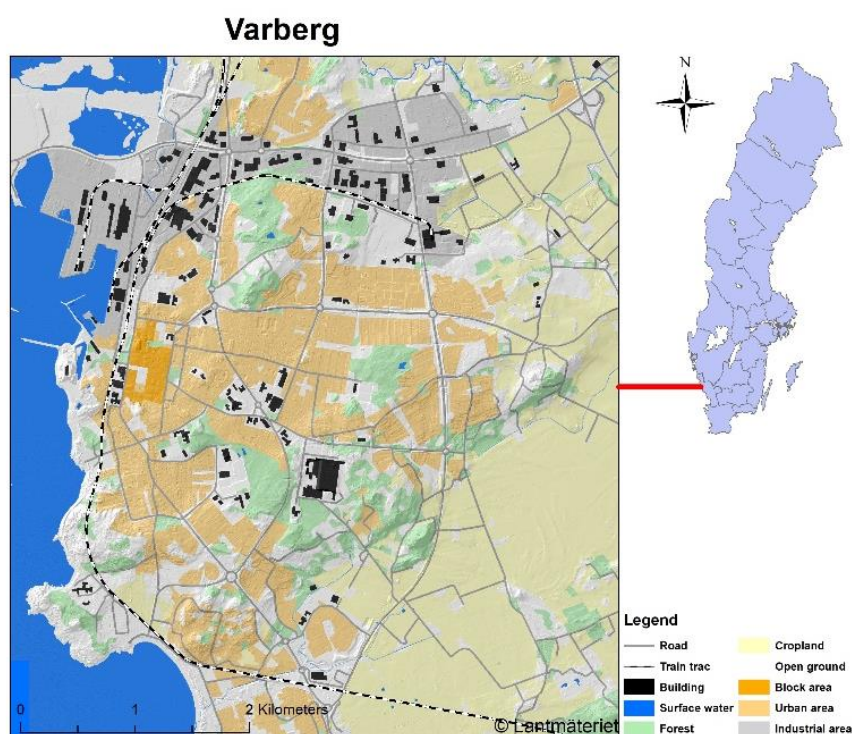 Varberg
N
Legend
Road
Train trac
Building
Surface water
Forest
Cropland
Open ground
Block area
Urban area
Industrial area
0 1 2 Kilometers
© Lantmäteriet